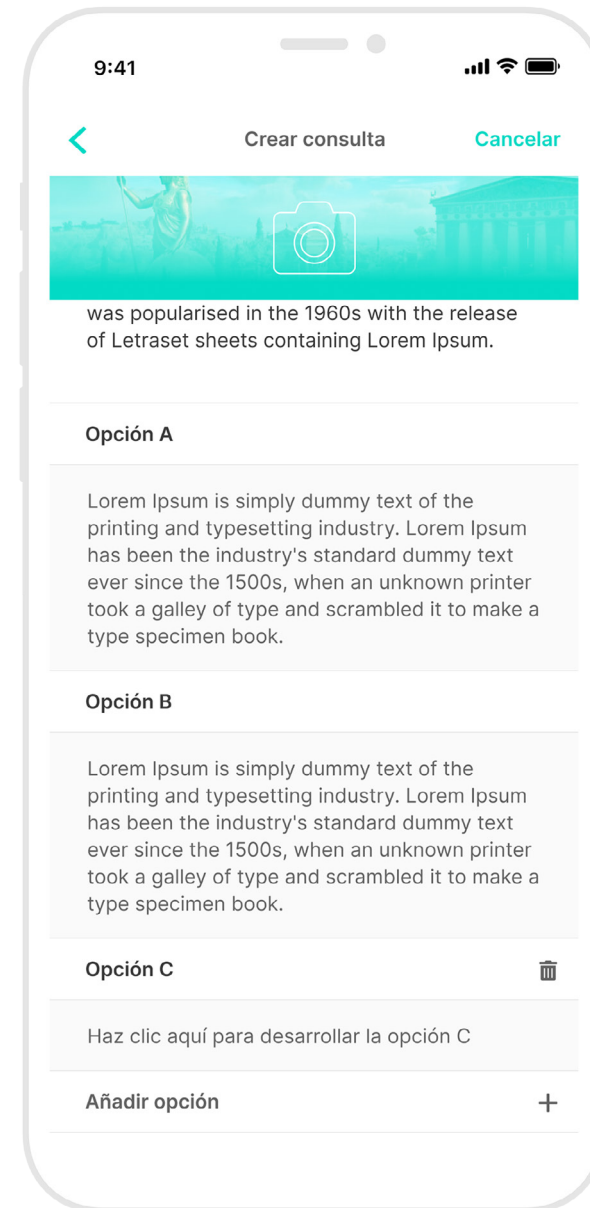 9:41
Crear consulta
Cancelar
was popularised in the 1960s with the release
of Letraset sheets containing Lorem Ipsum.
Opción A
Lorem Ipsum is simply dummy text of the
printing and typesetting industry. Lorem Ipsum
has been the industry's standard dummy text
ever since the 1500s, when an unknown printer
took a galley of type and scrambled it to make a
type specimen book.
Opción B
Lorem Ipsum is simply dummy text of the
printing and typesetting industry. Lorem Ipsum
has been the industry's standard dummy text
ever since the 1500s, when an unknown printer
took a galley of type and scrambled it to make a
type specimen book.
Opción C
Haz clic aquí para desarrollar la opción C
Añadir opción